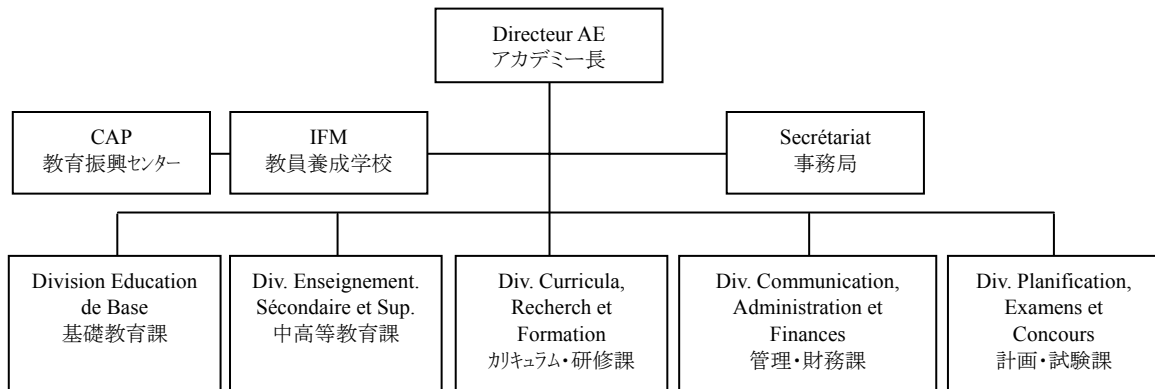 Directeur AE
アカデミー長
CAP
教育振興センター
IFM
教員養成学校
Secrétariat
事務局
Division Education
de Base
基礎教育課
Div. Enseignement.
Sécondaire et Sup.
中高等教育課
Div. Curricula,
Recherch et
Formation
カリキュラム・研修課
Div. Communication,
Administration et
Finances
管理・財務課
Div. Planification,
Examens et
Concours
計画・試験課